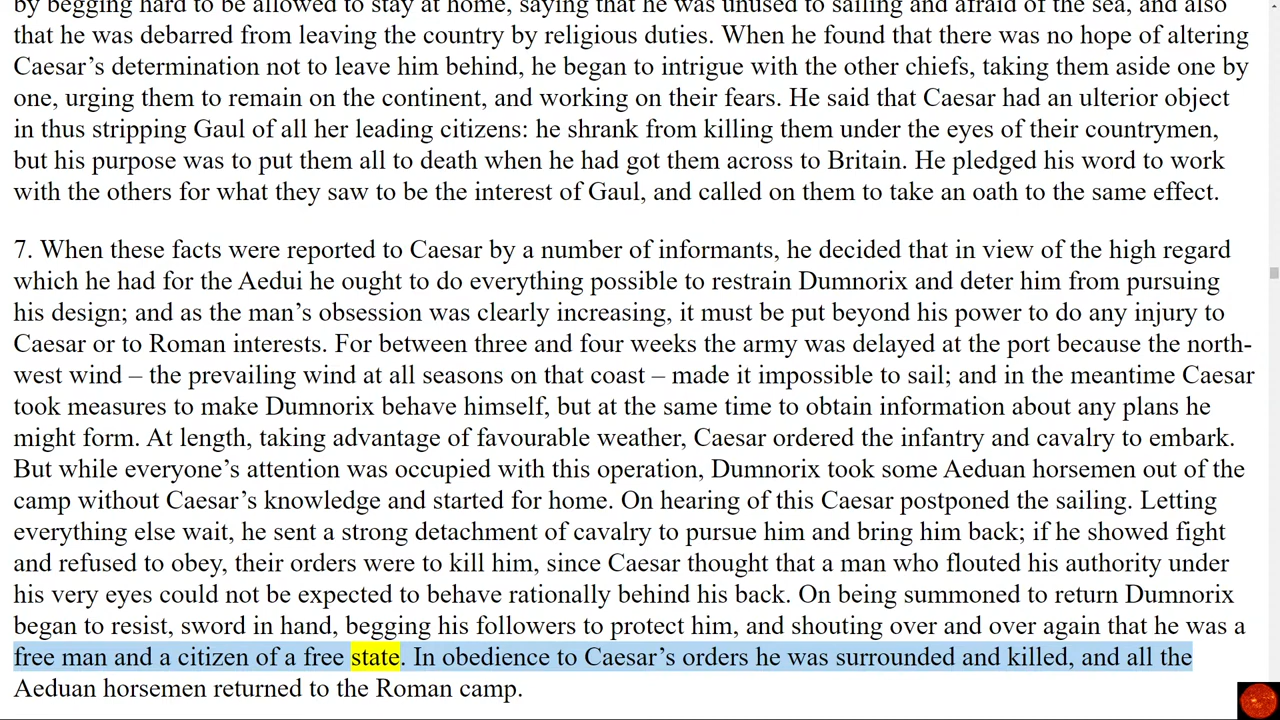 by begging hard to be allowed to stay at home, saying that he was unused to sailing and afraid of the sea, and also
that he was debarred from leaving the country by religious duties. When he found that there was no hope of altering
Caesar’s determination not to leave him behind, he began to intrigue with the other chiefs, taking them aside one by
one, urging them to remain on the continent, and working on their fears. He said that Caesar had an ulterior object
in thus stripping Gaul of all her leading citizens: he shrank from killing them under the eyes of their countrymen,
but his purpose was to put them all to death when he had got them across to Britain. He pledged his word to work
with the others for what they saw to be the interest of Gaul, and called on them to take an oath to the same effect.
7. When these facts were reported to Caesar by a number of informants, he decided that in view of the high regard
which he had for the Aedui he ought to do everything possible to restrain Dumnorix and deter him from pursuing
his design; and as the man’s obsession was clearly increasing, it must be put beyond his power to do any injury to
Caesar or to Roman interests. For between three and four weeks the army was delayed at the port because the north-
west wind – the prevailing wind at all seasons on that coast – made it impossible to sail; and in the meantime Caesar
took measures to make Dumnorix behave himself, but at the same time to obtain information about any plans he
might form. At length, taking advantage of favourable weather, Caesar ordered the infantry and cavalry to embark.
But while everyone’s attention was occupied with this operation, Dumnorix took some Aeduan horsemen out of the
camp without Caesar’s knowledge and started for home. On hearing of this Caesar postponed the sailing. Letting
everything else wait, he sent a strong detachment of cavalry to pursue him and bring him back; if he showed fight
and refused to obey, their orders were to kill him, since Caesar thought that a man who flouted his authority under
his very eyes could not be expected to behave rationally behind his back. On being summoned to return Dumnorix
began to resist, sword in hand, begging his followers to protect him, and shouting over and over again that he was a
free man and a citizen of a free state. In obedience to Caesar’s orders he was surrounded and killed, and all the
Aeduan horsemen returned to the Roman camp.